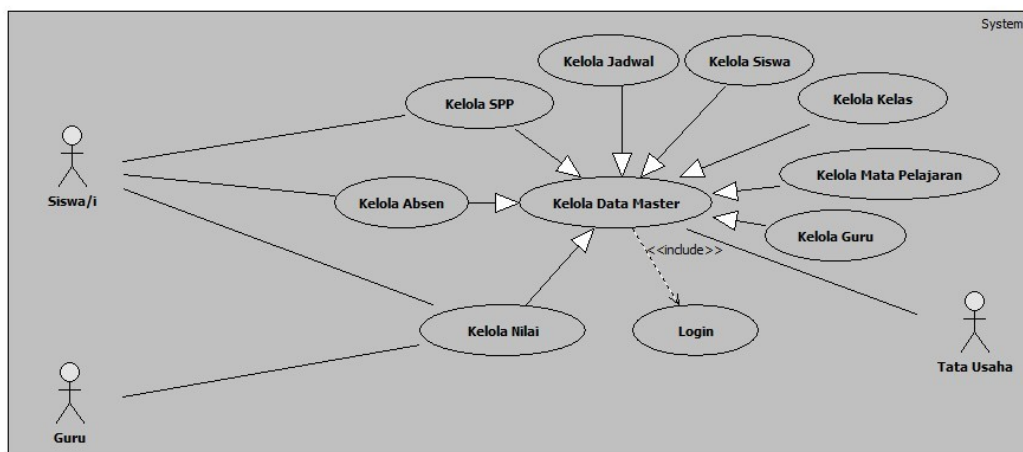 System
Kelola Jadwal
Kelola Siswa
Kelola SPP
Kelola Kelas
Siswa/i
Kelola Absen
Kelola Data Master
Kelola Mata Pelajaran
Kelola Guru
<<include>>
Kelola Nilai
Login
Tata Usaha
Guru